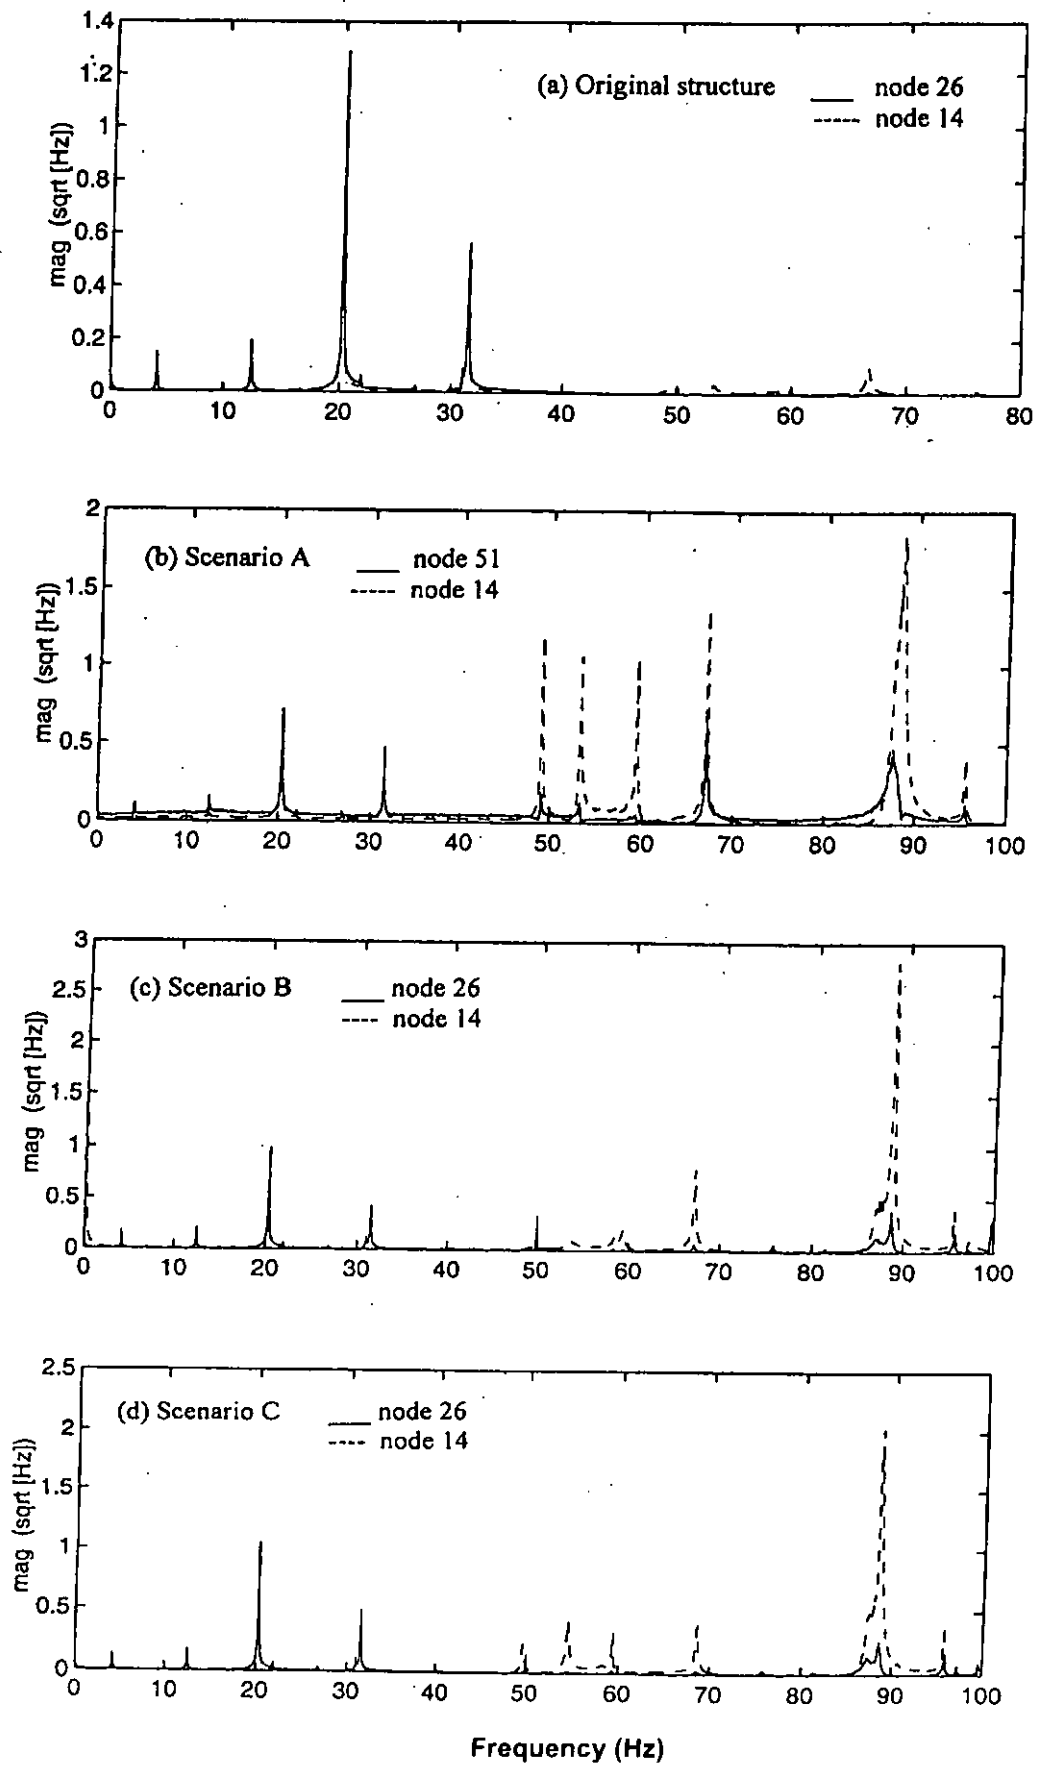 1.4
1.2
1
0.8
0.6
0.4
0.2
0
mag (sqrt [Hz])
(a) Original structure
node 26
node 14
0 10 20 30 40 50 60 70 80
2
1.5
1
0.5
0
mag (sqrt [Hz])
(b) Scenario A
node 51
node 14
0 10 20 30 40 50 60 70 80 90 100
3
2.5
2
1.5
1
0.5
0
mag (sqrt [Hz])
(c) Scenario B
node 26
node 14
0 10 20 30 40 50 60 70 80 90 100
2.5
2
1.5
1
0.5
0
mag (sqrt [Hz])
(d) Scenario C
node 26
node 14
0 10 20 30 40 50 60 70 80 90 100
Frequency (Hz)